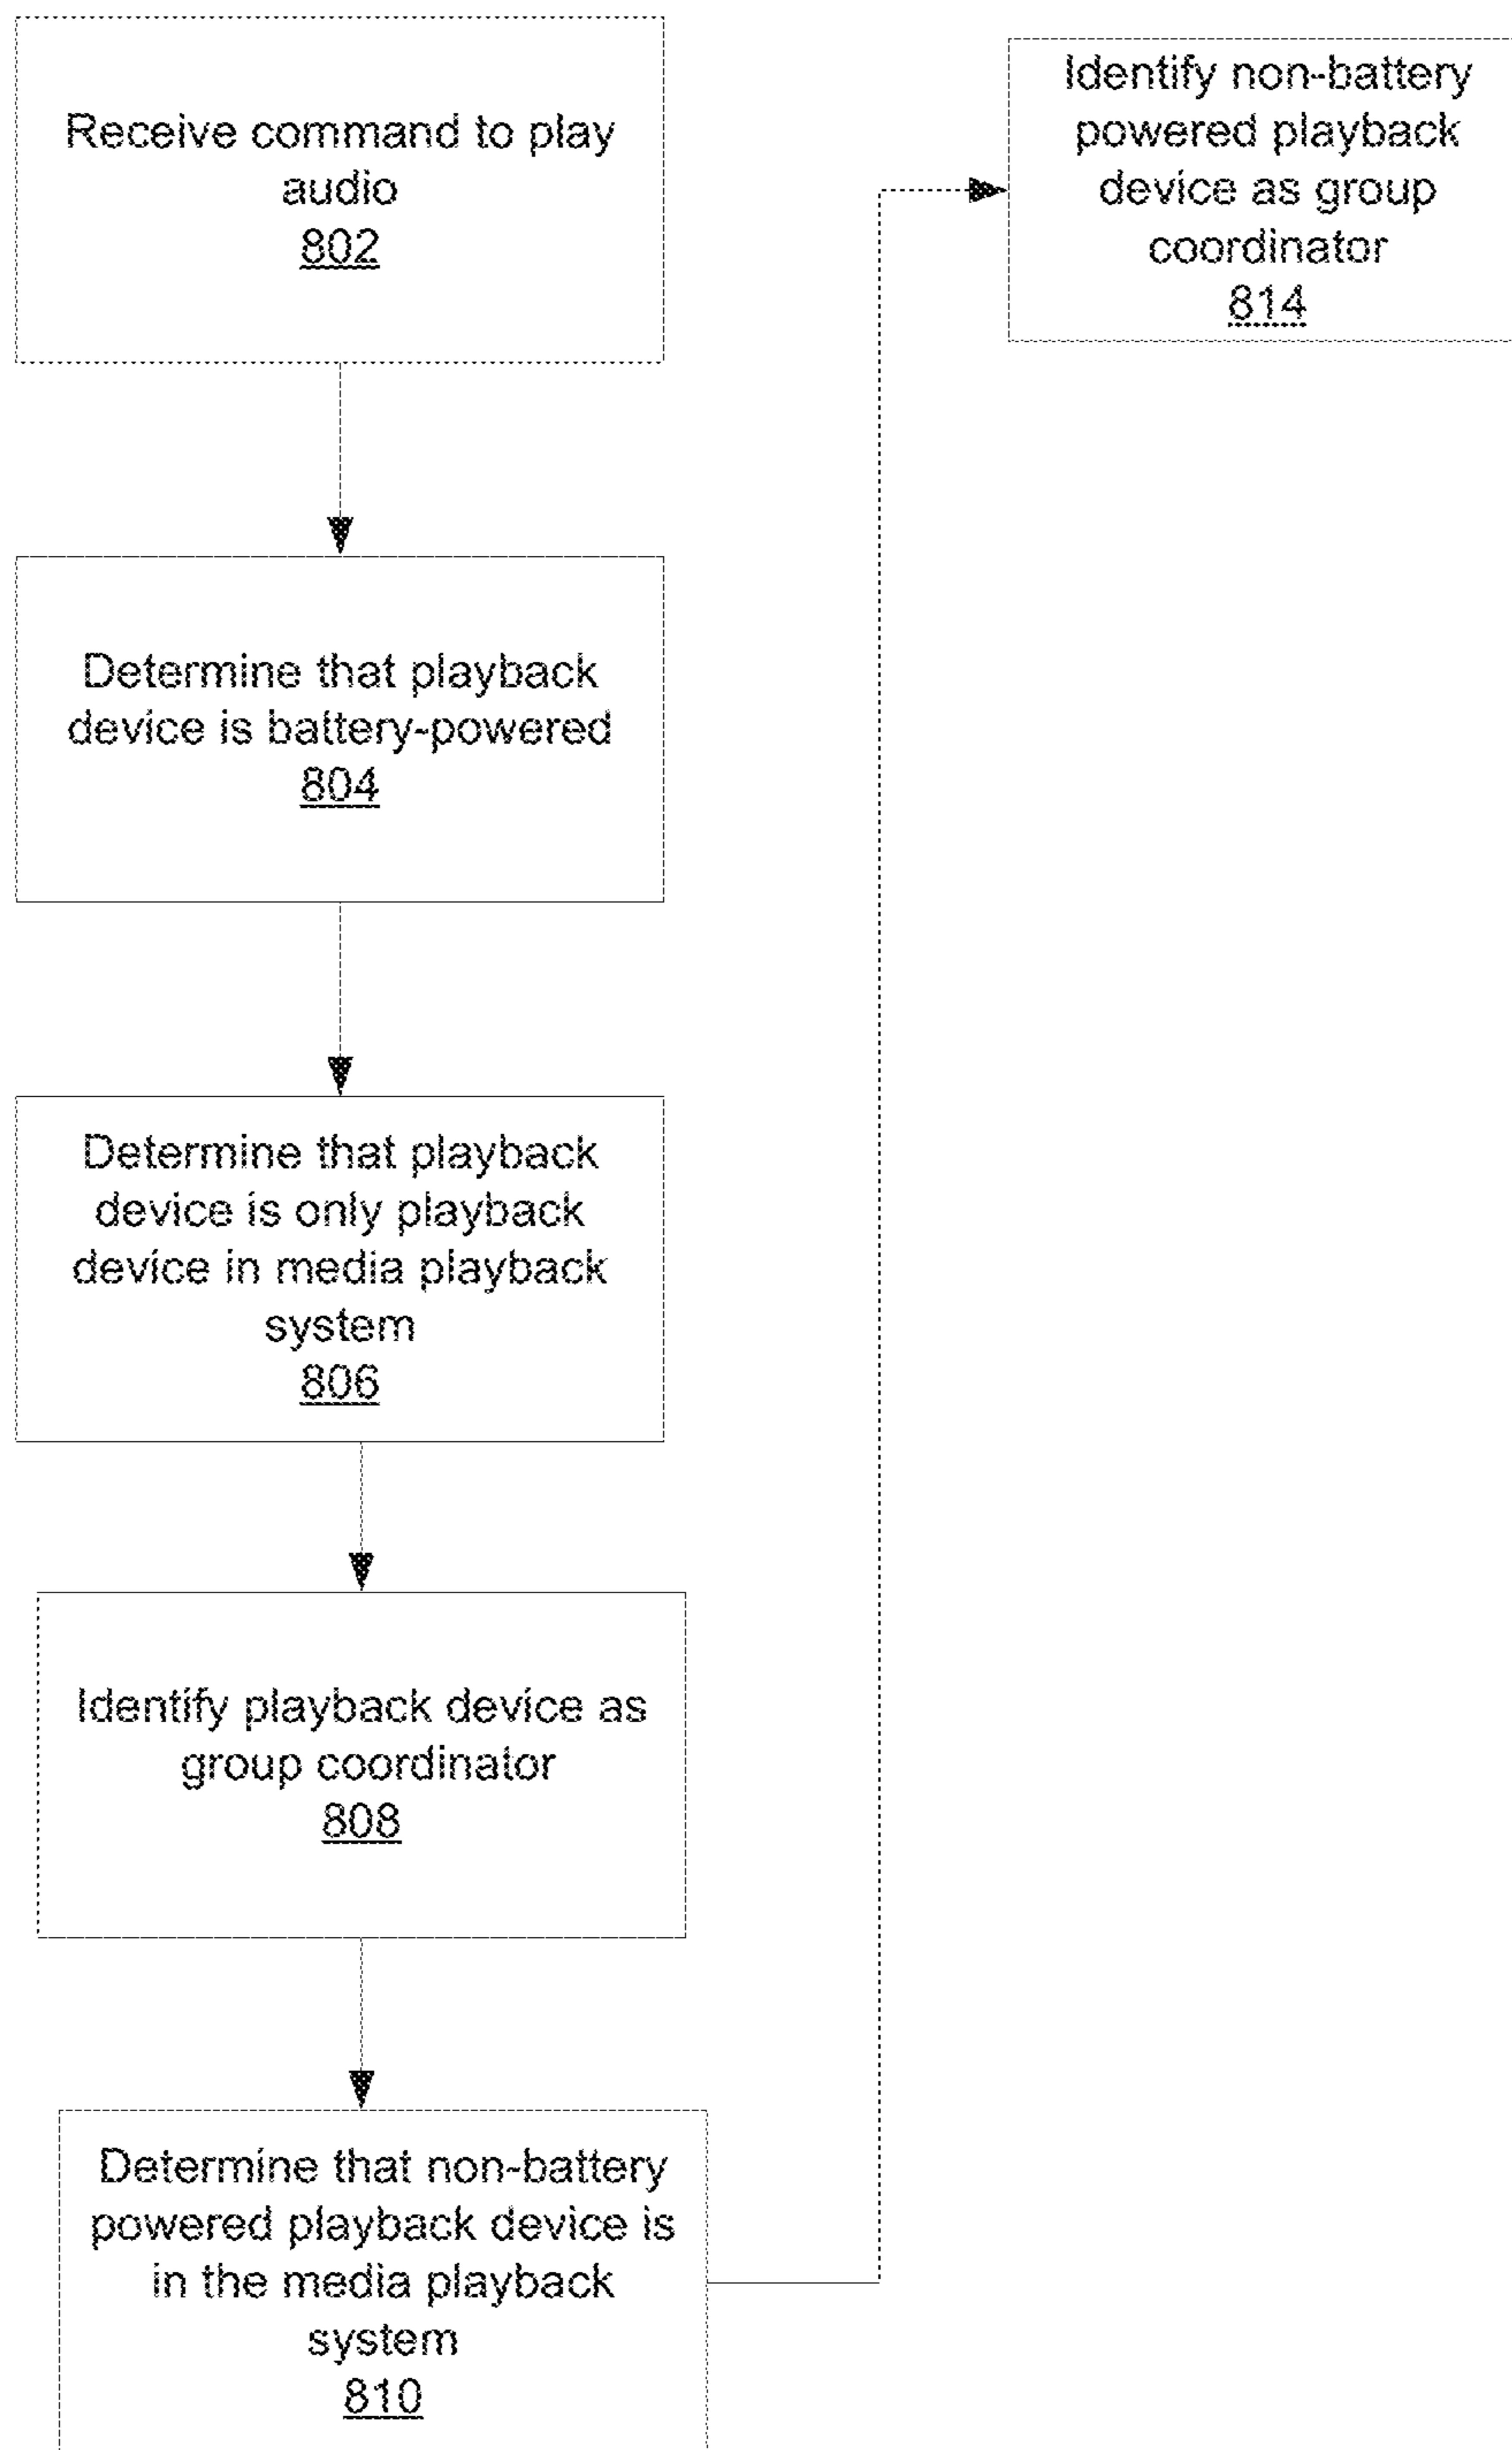 Receive command to play
audio
802
Determine that playback
device is battery-powered
804
Determine that playback
device is only playback
device in media playback
system
806
Identify playback device as
group coordinator
808
Determine that non-battery
powered playback device is
in the media playback
system
810
Identify non-battery
powered playback
device as group
coordinator
814